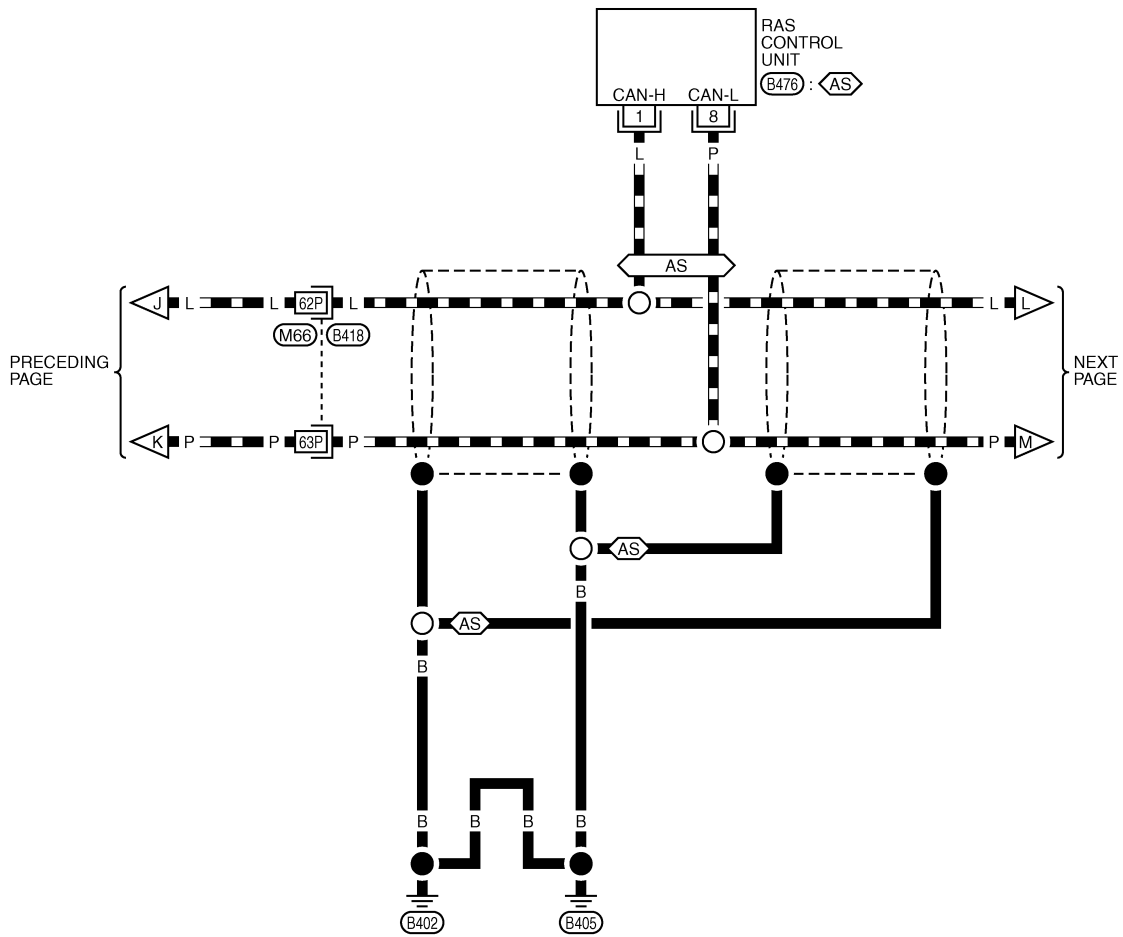 RAS
CONTROL
UNIT
B476 : AS
CAN-H CAN-L
1 8
L P
AS
J L L 62P L L L
M66 B418
PRECEDING
PAGE
NEXT
PAGE
K P P 63P P P M
AS
B
AS
B
B B B B
B402 B405